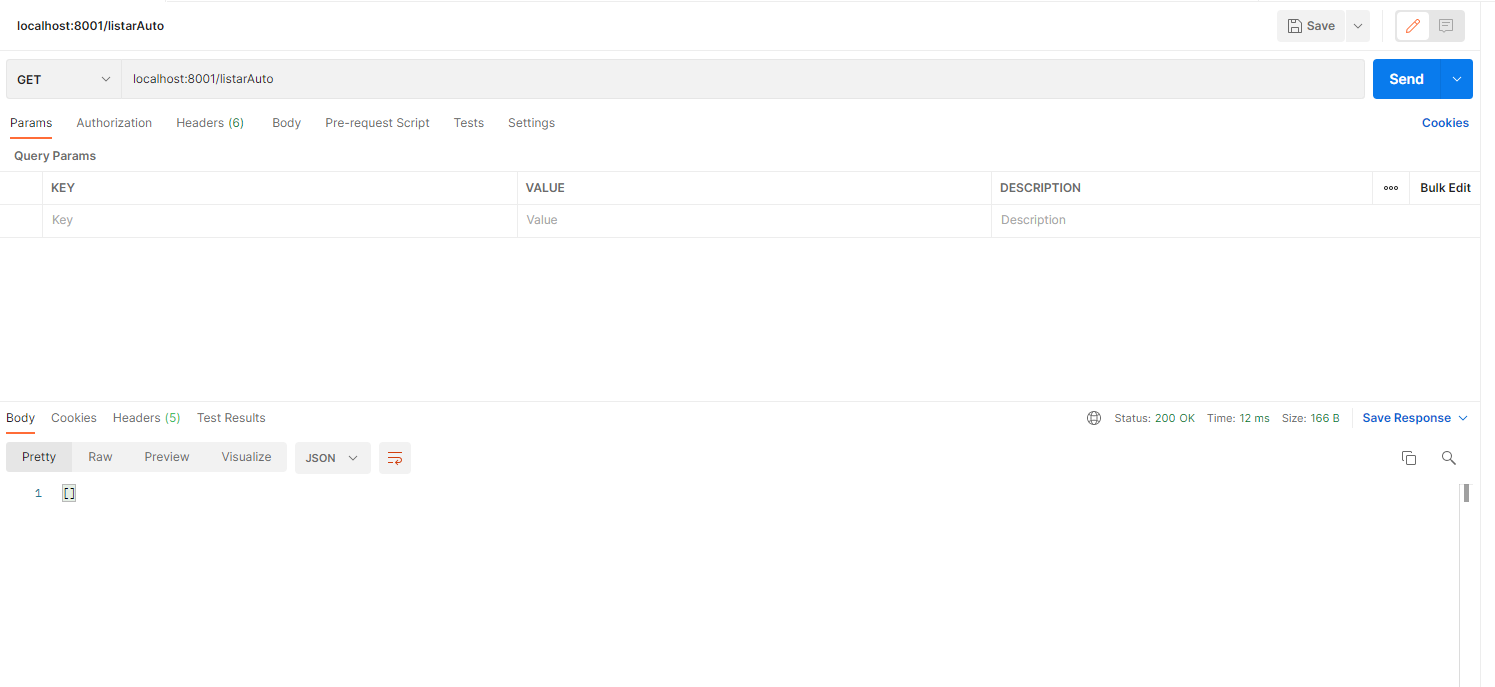 localhost:8001/listarAuto
Save
GET
localhost:8001/listarAuto
Send
Params Authorization Headers (6) Body Pre-request Script Tests Settings Cookies
Query Params
KEY VALUE DESCRIPTION Bulk Edit
Key Value Description
Body Cookies Headers (5) Test Results Status: 200 OK Time: 12 ms Size: 166 B Save Response
Pretty Raw Preview Visualize JSON
1 []